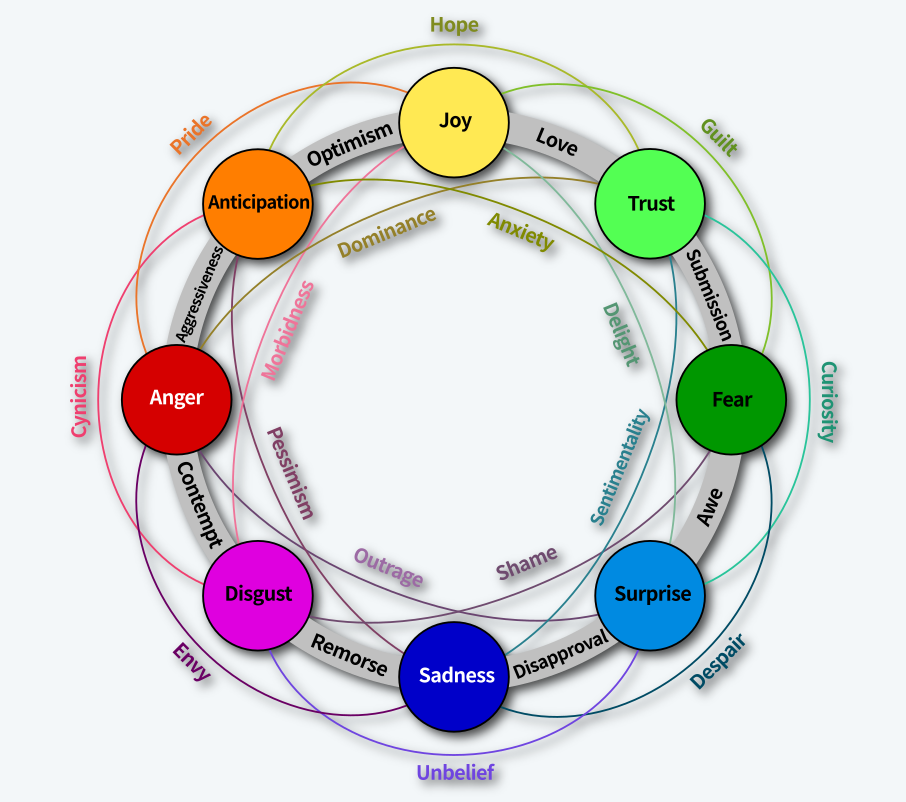 Hope
Pride
Guilt
Joy
Optimism
Love
Anticipation
Trust
Dominance
Anxiety
Aggressiveness
Submission
Morbidness
Delight
Cynicism
Anger
Fear
Curiosity
Contempt
Pessimism
Sentimentality
Awe
Outrage
Shame
Disgust
Surprise
Remorse
Disapproval
Envy
Sadness
Despair
Unbelief